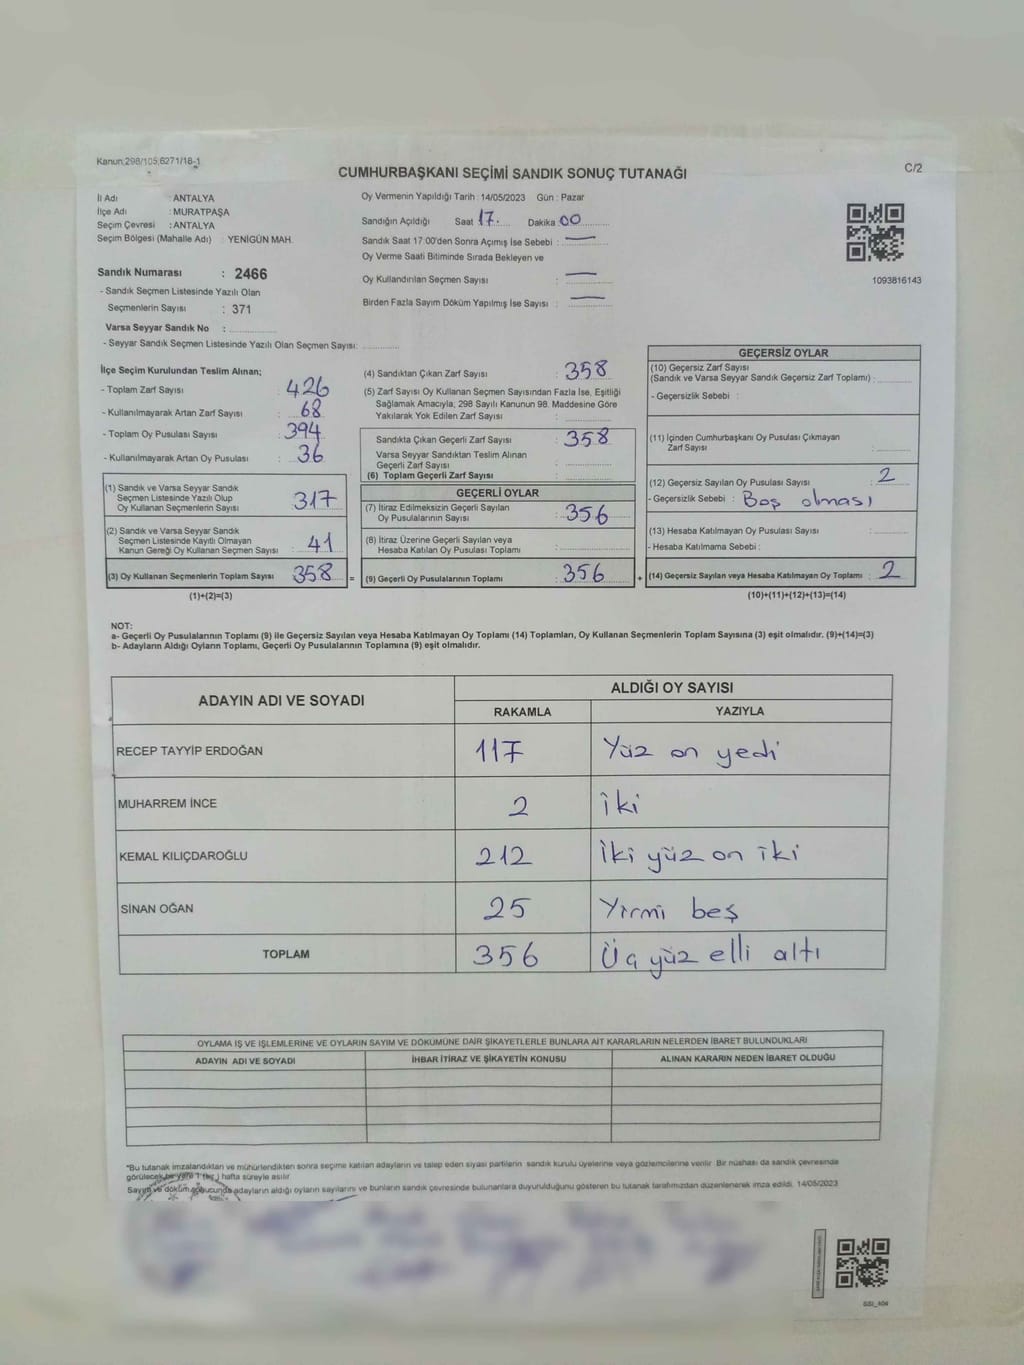 Kanun;298/105,6271/18-1
CUMHURBAŞKANI SEÇİMİ SANDIK SONUÇ TUTANAĞI
C/2
İl Adı : ANTALYA
İlçe Adı : MURATPAŞA
Seçim Çevresi : ANTALYA
Seçim Bölgesi (Mahalle Adı) : YENİGÜN MAH.
Oy Vermenin Yapıldığı Tarih : 14/05/2023 Gün : Pazar
Sandığın Açıldığı Saat 17. Dakika 00
Sandık Saat 17:00'den Sonra Açımış İse Sebebi : —
Oy Verme Saati Bitiminde Sırada Bekleyen ve
Oy Kullandırılan Seçmen Sayısı : —
Birden Fazla Sayım Döküm Yapılmış İse Sayısı : —
1093816143
Sandık Numarası : 2466
- Sandık Seçmen Listesinde Yazılı Olan
Seçmenlerin Sayısı : 371
Varsa Seyyar Sandık No :
- Seyyar Sandık Seçmen Listesinde Yazılı Olan Seçmen Sayısı:
İlçe Seçim Kurulundan Teslim Alınan;
- Toplam Zarf Sayısı : 426
- Kullanılmayarak Artan Zarf Sayısı : 68
- Toplam Oy Pusulası Sayısı : 394
- Kullanılmayarak Artan Oy Pusulası : 36
(1) Sandık ve Varsa Seyyar Sandık
Seçmen Listesinde Yazılı Olup
Oy Kullanan Seçmenlerin Sayısı : 317
(2) Sandık ve Varsa Seyyar Sandık
Seçmen Listesinde Kayıtlı Olmayan
Kanun Gereği Oy Kullanan Seçmen Sayısı : 41
(3) Oy Kullanan Seçmenlerin Toplam Sayısı : 358
(1)+(2)=(3)
(4) Sandıktan Çıkan Zarf Sayısı : 358
(5) Zarf Sayısı Oy Kullanan Seçmen Sayısından Fazla İse, Eşitliği
Sağlamak Amacıyla, 298 Sayılı Kanunun 98. Maddesine Göre
Yakılarak Yok Edilen Zarf Sayısı :
Sandıkta Çıkan Geçerli Zarf Sayısı : 358
Varsa Seyyar Sandıktan Teslim Alınan
Geçerli Zarf Sayısı :
(6) Toplam Geçerli Zarf Sayısı :
GEÇERLİ OYLAR
(7) İtiraz Edilmeksizin Geçerli Sayılan
Oy Pusulalarının Sayısı : 356
(8) İtiraz Üzerine Geçerli Sayılan veya
Hesaba Katılan Oy Pusulası Toplamı :
= (9) Geçerli Oy Pusulalarının Toplamı : 356 +
GEÇERSİZ OYLAR
(10) Geçersiz Zarf Sayısı
(Sandık ve Varsa Seyyar Sandık Geçersiz Zarf Toplamı) :
- Geçersizlik Sebebi :
(11) İçinden Cumhurbaşkanı Oy Pusulası Çıkmayan
Zarf Sayısı :
(12) Geçersiz Sayılan Oy Pusulası Sayısı : 2
- Geçersizlik Sebebi : Boş olması
(13) Hesaba Katılmayan Oy Pusulası Sayısı :
- Hesaba Katılmama Sebebi :
(14) Geçersiz Sayılan veya Hesaba Katılmayan Oy Toplamı : 2
(10)+(11)+(12)+(13)=(14)
NOT:
a- Geçerli Oy Pusulalarının Toplamı (9) ile Geçersiz Sayılan veya Hesaba Katılmayan Oy Toplamı (14) Toplamları, Oy Kullanan Seçmenlerin Toplam Sayısına (3) eşit olmalıdır. (9)+(14)=(3)
b- Adayların Aldığı Oyların Toplamı, Geçerli Oy Pusulalarının Toplamına (9) eşit olmalıdır.
ADAYIN ADI VE SOYADI ALDIĞI OY SAYISI
RAKAMLA YAZIYLA
RECEP TAYYİP ERDOĞAN 117 Yüz on yedi
MUHARREM İNCE 2 iki
KEMAL KILIÇDAROĞLU 212 İki yüz on iki
SİNAN OĞAN 25 Yirmi beş
TOPLAM 356 Üç yüz elli altı
OYLAMA İŞ VE İŞLEMLERİNE VE OYLARIN SAYIM VE DÖKÜMÜNE DAİR ŞİKAYETLERLE BUNLARA AİT KARARLARIN NELERDEN İBARET BULUNDUKLARI
ADAYIN ADI VE SOYADI İHBAR İTİRAZ VE ŞİKAYETİN KONUSU ALINAN KARARIN NEDEN İBARET OLDUĞU
*Bu tutanak imzalandıktan ve mühürlendikten sonra seçime katılan adayların ve talep eden siyasi partilerin sandık kurulu üyelerine veya gözlemcilerine verilir. Bir nüshası da sandık çevresinde
görülecek bir yere 1 (bir) hafta süreyle asılır.
Sayım ve döküm sonucunda adayların aldığı oyların sayılarını ve bunların sandık çevresinde bulunanlara duyurulduğunu gösteren bu tutanak tarafımızdan düzenlenerek imza edildi. 14/05/2023